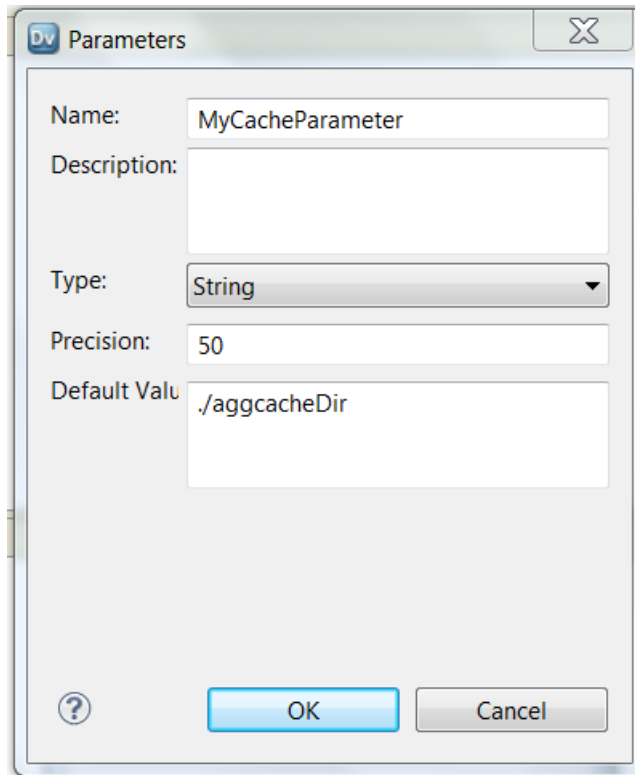 Dv Parameters
Name: MyCacheParameter
Description:
Type: String
Precision: 50
Default Valu ./aggcacheDir
? OK Cancel